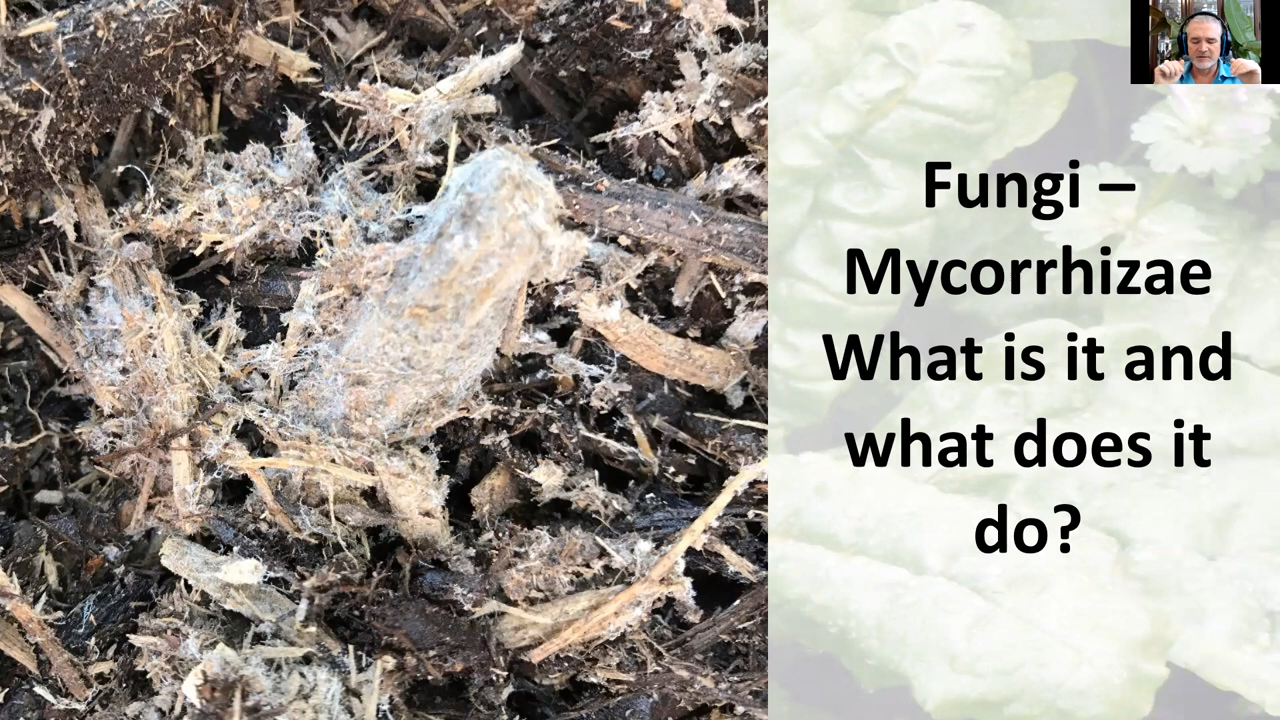 Fungi –
Mycorrhizae
What is it and
what does it
do?